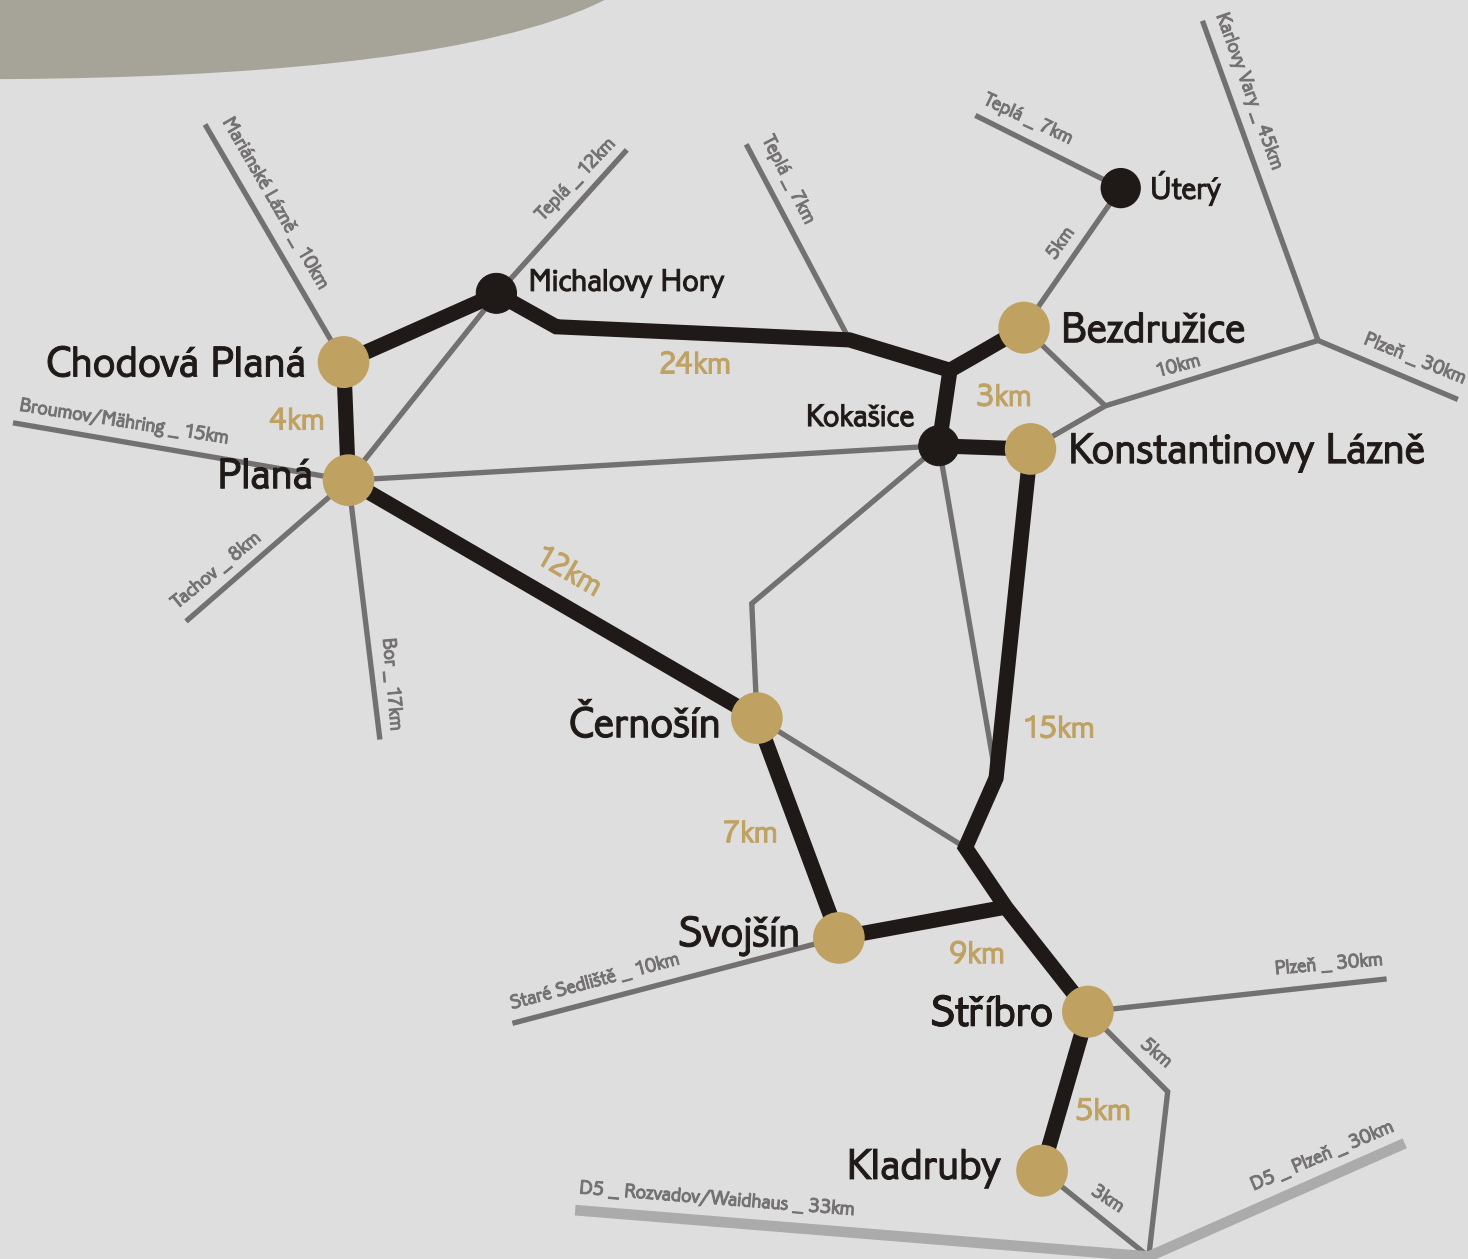 Karlovy Vary _ 45km
Teplá _ 7km
Mariánské Lázně _ 10km
Teplá _ 12km
Teplá _ 7km
Úterý
5km
Michalovy Hory
Bezdružice
Chodová Planá
24km
10km
Plzeň _ 30km
3km
4km
Kokašice
Broumov/Mähring _ 15km
Konstantinovy Lázně
Planá
12km
Tachov _ 8km
Bor _ 17km
Černošín
15km
7km
Svojšín
9km
Staré Sedliště _ 10km
Plzeň _ 30km
Stříbro
5km
5km
Kladruby
3km
D5 _ Plzeň _ 30km
D5 _ Rozvadov/Waidhaus _ 33km